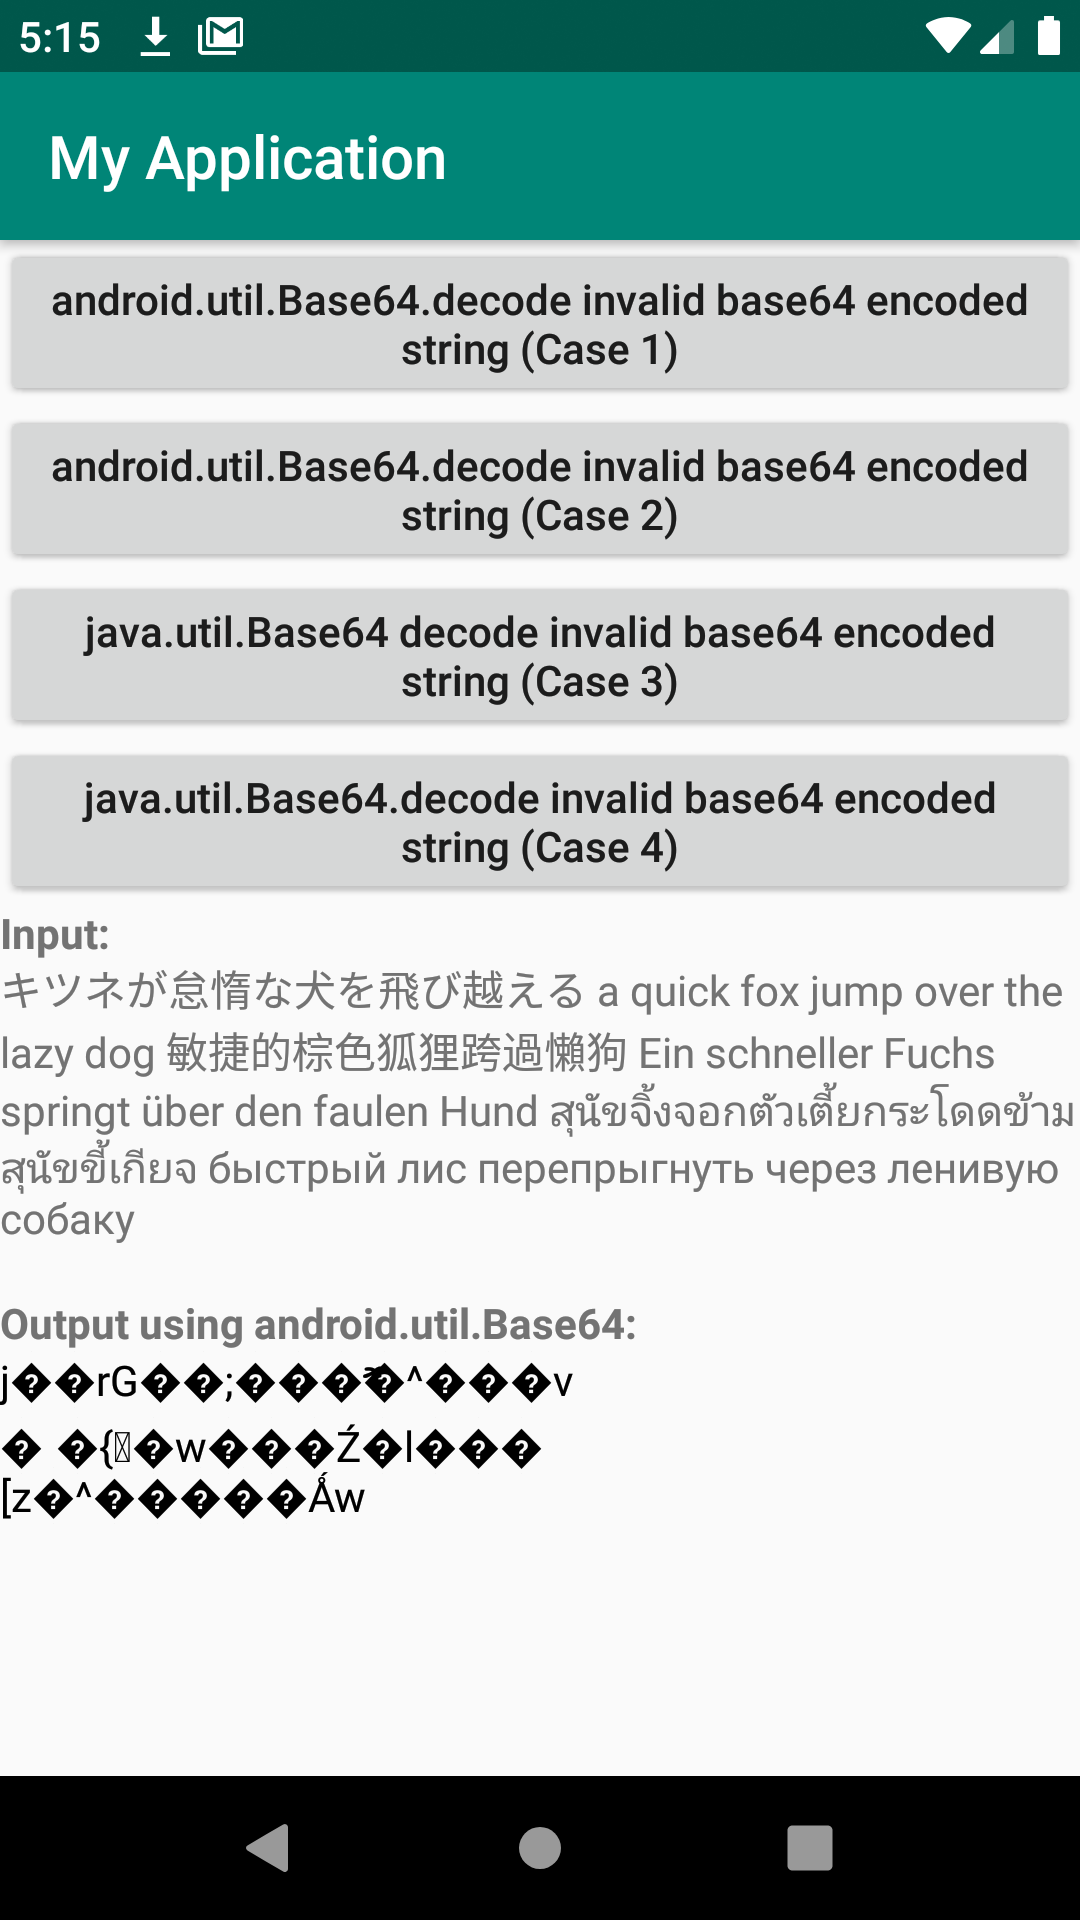 5:15
My Application
android.util.Base64.decode invalid base64 encoded
string (Case 1)
android.util.Base64.decode invalid base64 encoded
string (Case 2)
java.util.Base64 decode invalid base64 encoded
string (Case 3)
java.util.Base64.decode invalid base64 encoded
string (Case 4)
Input:
キツネが怠惰な犬を飛び越える a quick fox jump over the
lazy dog 敏捷的棕色狐狸跨過懶狗 Ein schneller Fuchs
springt über den faulen Hund สุนัขจิ้งจอกตัวเตี้ยกระโดดข้าม
สุนัขขี้เกียจ быстрый лис перепрыгнуть через ленивую
собаку
Output using android.util.Base64:
j��rG��;����^���v
� �{�w���Ź�l���
[z�^�����Ǻw